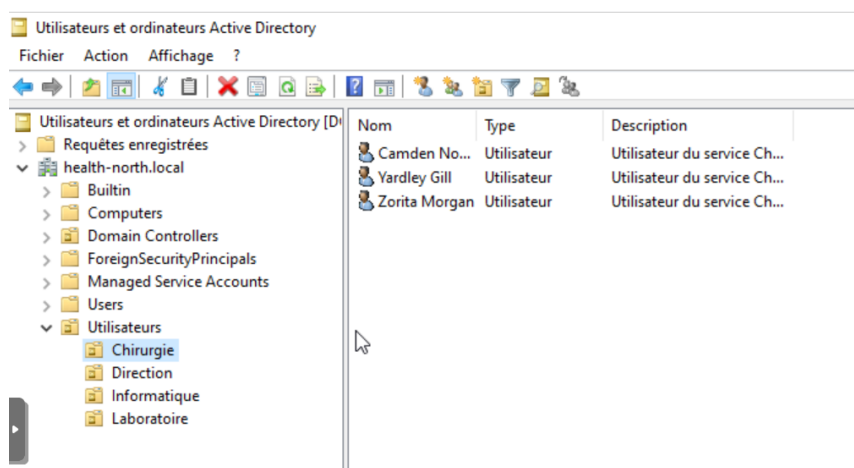 Utilisateurs et ordinateurs Active Directory
Fichier Action Affichage ?
Utilisateurs et ordinateurs Active Directory [D
Requêtes enregistrées
health-north.local
Builtin
Computers
Domain Controllers
ForeignSecurityPrincipals
Managed Service Accounts
Users
Utilisateurs
Chirurgie
Direction
Informatique
Laboratoire
Nom Type Description
Camden No... Utilisateur Utilisateur du service Ch...
Yardley Gill Utilisateur Utilisateur du service Ch...
Zorita Morgan Utilisateur Utilisateur du service Ch...